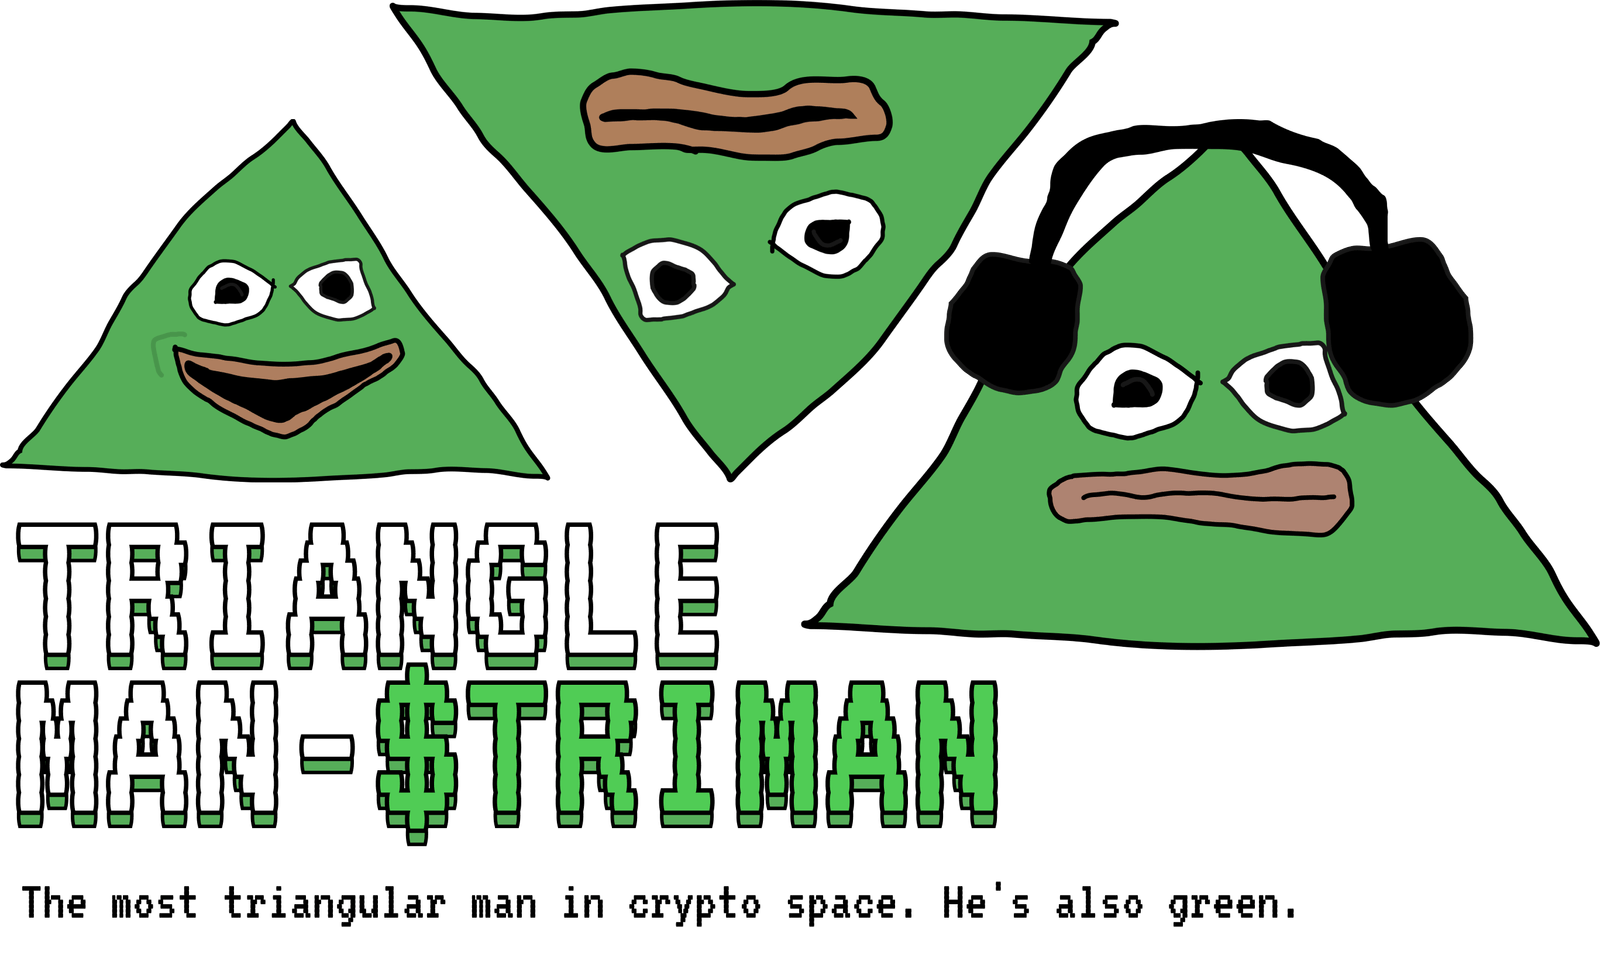 TRIANGLE
MAN-$TRIMAN
The most triangular man in crypto space. He's also green.